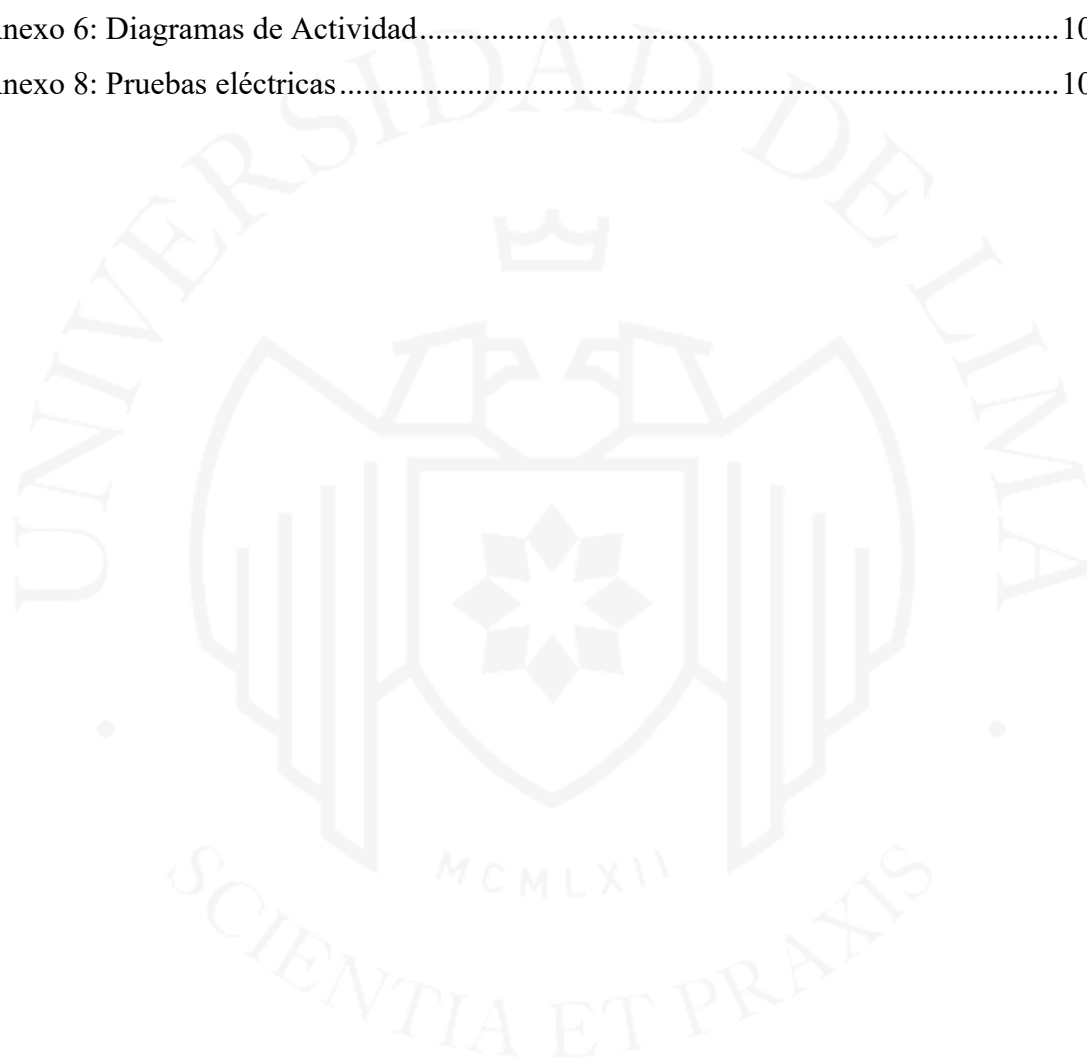 nexo 6: Diagramas de Actividad..........................................................................10
nexo 8: Pruebas eléctricas...................................................................................10
UNIVERSIDAD DE LIMA
MCMLXII
SCIENTIA ET PRAXIS